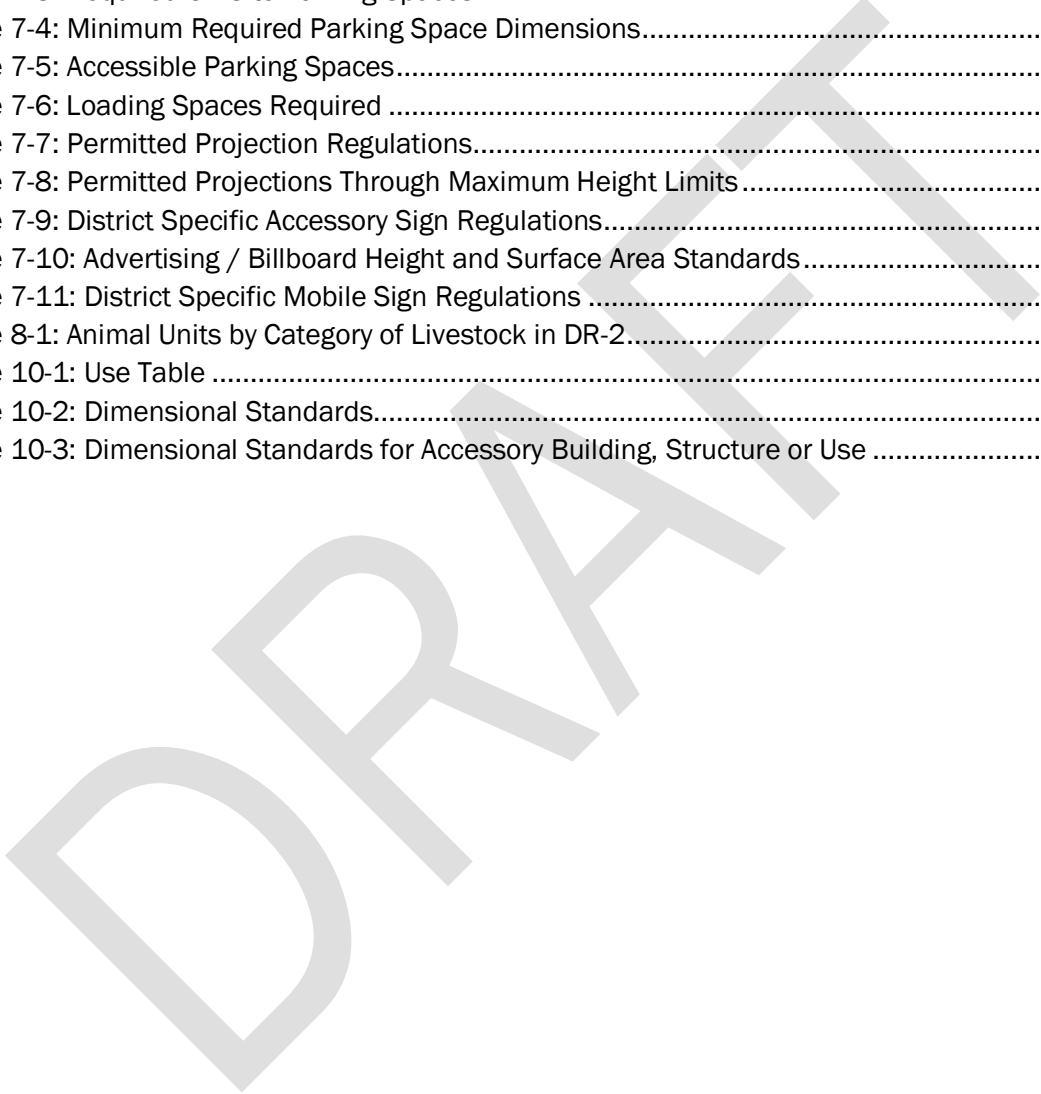 e 7-4: Minimum Required Parking Space Dimensions..........................................................
e 7-5: Accessible Parking Spaces....................................................................................
e 7-6: Loading Spaces Required .....................................................................................
e 7-7: Permitted Projection Regulations..........................................................................
e 7-8: Permitted Projections Through Maximum Height Limits.......................................
e 7-9: District Specific Accessory Sign Regulations.........................................................
e 7-10: Advertising / Billboard Height and Surface Area Standards...............................
e 7-11: District Specific Mobile Sign Regulations ...........................................................
e 8-1: Animal Units by Category of Livestock in DR-2......................................................
e 10-1: Use Table ............................................................................................................
e 10-2: Dimensional Standards.......................................................................................
e 10-3: Dimensional Standards for Accessory Building, Structure or Use ......................
DRAFT